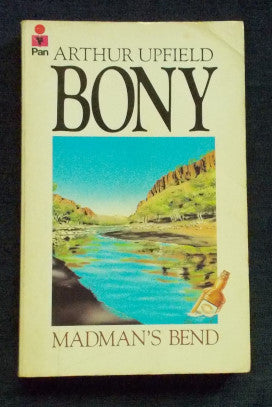 Pan
ARTHUR UPFIELD
BONY
MADMAN'S BEND